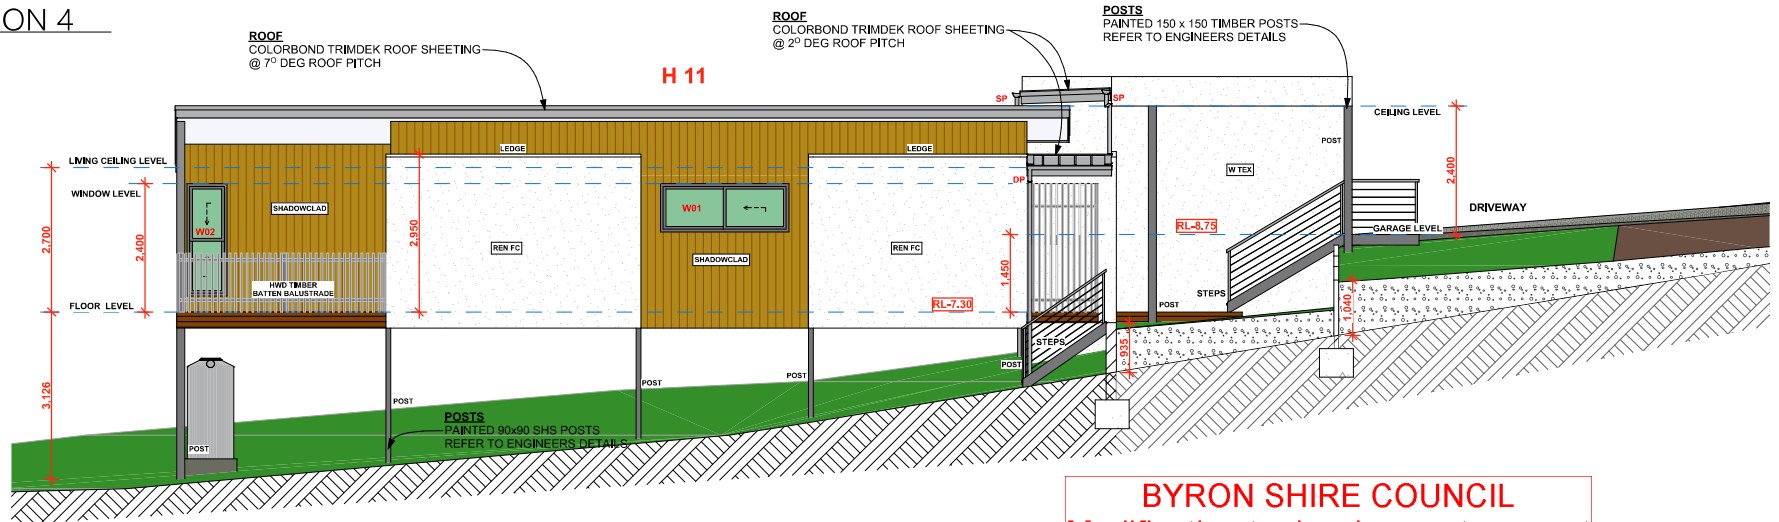 ON 4
ROOF
COLORBOND TRIMDEK ROOF SHEETING
@ 7⁰ DEG ROOF PITCH
H 11
ROOF
COLORBOND TRIMDEK ROOF SHEETING
@ 2⁰ DEG ROOF PITCH
POSTS
PAINTED 150 x 150 TIMBER POSTS
REFER TO ENGINEERS DETAILS
SP
SP
CEILING LEVEL
POST
2,400
LIVING CEILING LEVEL
WINDOW LEVEL
LEDGE
LEDGE
W TEX
DP
2,700
2,400
SHADOWCLAD
W02
2,950
W01
REN FC
REN FC
SHADOWCLAD
RL-8.75
DRIVEWAY
GARAGE LEVEL
1,450
HWD TIMBER
BATTEN BALUSTRADE
FLOOR LEVEL
RL-7.30
STEPS
POST
1,040
STEPS
935
POST
3,126
POST
POST
POST
POST
POSTS
PAINTED 90x90 SHS POSTS
REFER TO ENGINEERS DETAILS
BYRON SHIRE COUNCIL